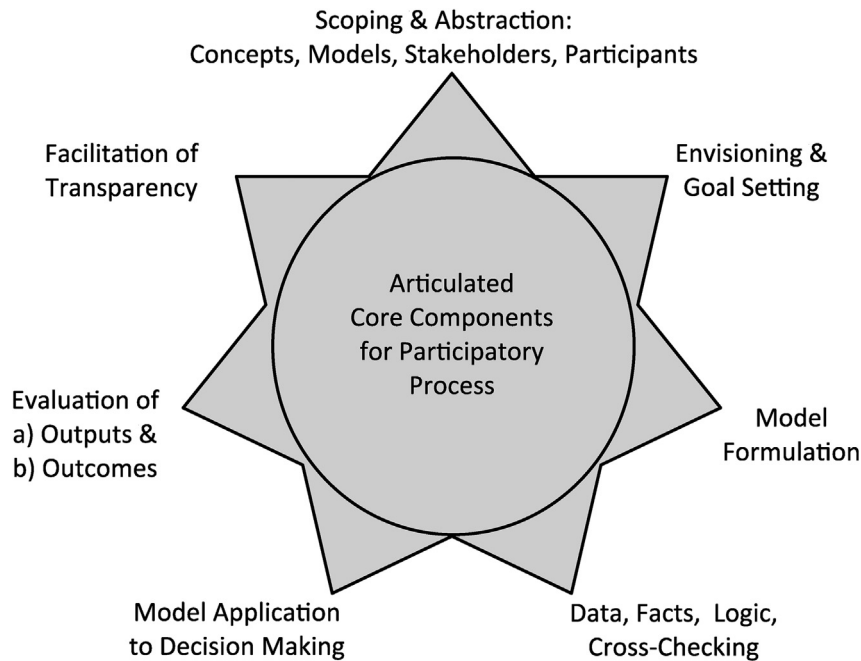 Scoping & Abstraction:
Concepts, Models, Stakeholders, Participants
Facilitation of
Transparency
Envisioning &
Goal Setting
Articulated
Core Components
for Participatory
Process
Evaluation of
a) Outputs &
b) Outcomes
Model
Formulation
Model Application
to Decision Making
Data, Facts,  Logic,
Cross-Checking